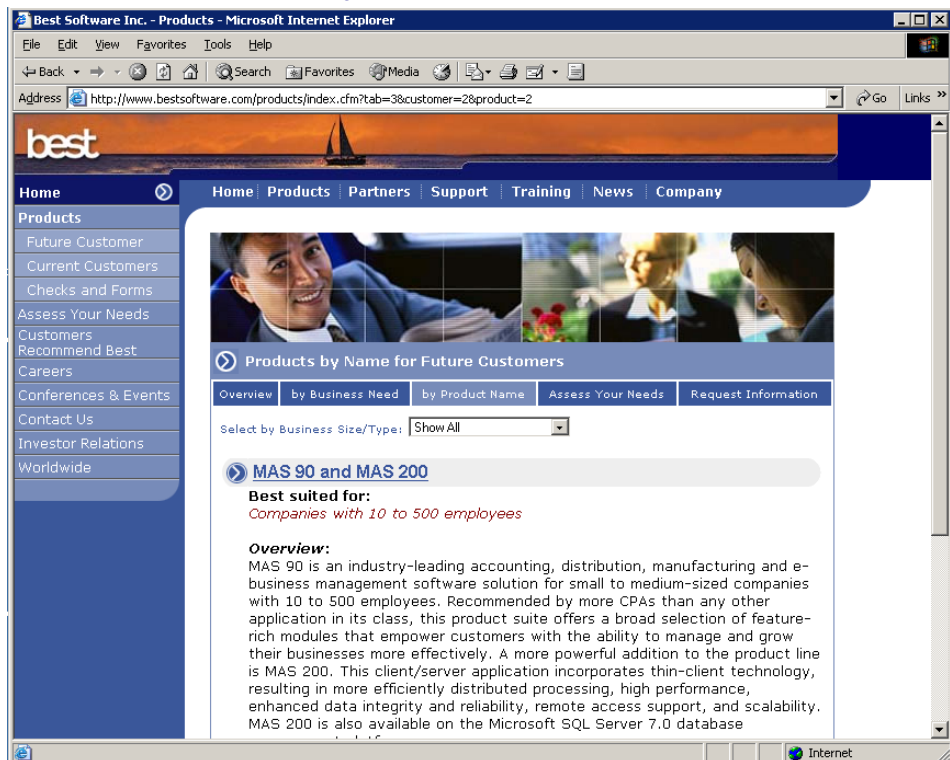 Best Software Inc. - Products - Microsoft Internet Explorer
File Edit View Favorites Tools Help
Back Search Favorites Media
Address http://www.bestsoftware.com/products/index.cfm?tab=3&customer=2&product=2 Go Links »
best
Home
Home Products Partners Support Training News Company
Products
Future Customer
Current Customers
Checks and Forms
Assess Your Needs
Customers
Recommend Best
Careers
Conferences & Events
Contact Us
Investor Relations
Worldwide
Products by Name for Future Customers
Overview by Business Need by Product Name Assess Your Needs Request Information
Select by Business Size/Type: Show All
MAS 90 and MAS 200
Best suited for:
Companies with 10 to 500 employees
Overview:
MAS 90 is an industry-leading accounting, distribution, manufacturing and e-
business management software solution for small to medium-sized companies
with 10 to 500 employees. Recommended by more CPAs than any other
application in its class, this product suite offers a broad selection of feature-
rich modules that empower customers with the ability to manage and grow
their businesses more effectively. A more powerful addition to the product line
is MAS 200. This client/server application incorporates thin-client technology,
resulting in more efficiently distributed processing, high performance,
enhanced data integrity and reliability, remote access support, and scalability.
MAS 200 is also available on the Microsoft SQL Server 7.0 database
Internet